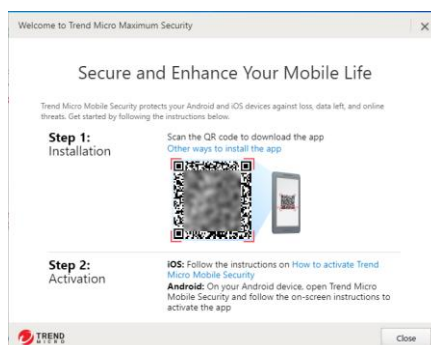 Welcome to Trend Micro Maximum Security
Secure and Enhance Your Mobile Life
Trend Micro Mobile Security protects your Android and iOS devices against loss, data left, and online
threats. Get started by following the instructions below.
Step 1:
Installation
Scan the QR code to download the app
Other ways to install the app
Step 2:
Activation
iOS: Follow the instructions on How to activate Trend
Micro Mobile Security
Android: On your Android device, open Trend Micro
Mobile Security and follow the on-screen instructions to
activate the app
TREND
MICRO
Close